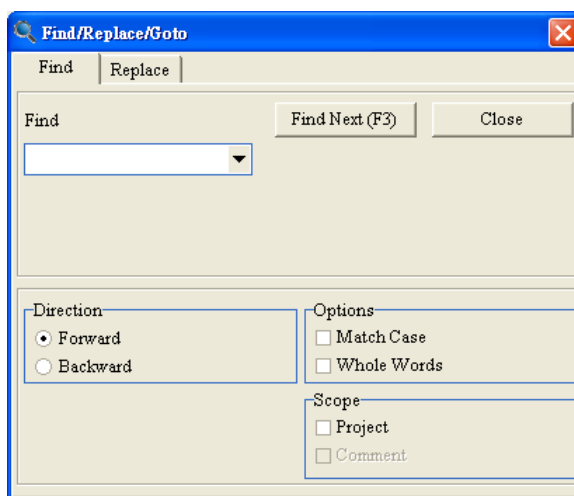 Find/Replace/Goto
Find Replace
Find Find Next (F3) Close
Direction
Forward
Backward
Options
Match Case
Whole Words
Scope
Project
Comment